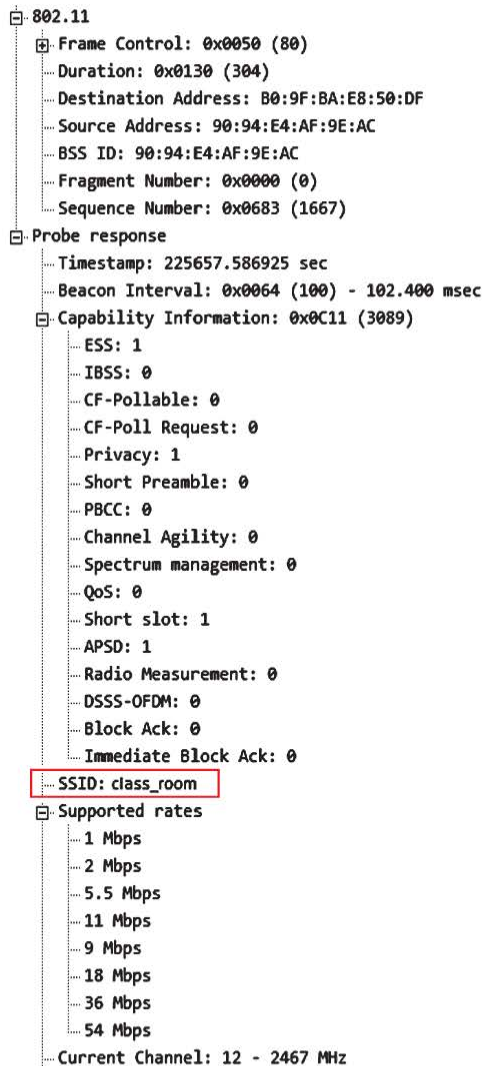 802.11
Frame Control: 0x0050 (80)
Duration: 0x0130 (304)
Destination Address: B0:9F:BA:E8:50:DF
Source Address: 90:94:E4:AF:9E:AC
BSS ID: 90:94:E4:AF:9E:AC
Fragment Number: 0x0000 (0)
Sequence Number: 0x0683 (1667)
Probe response
Timestamp: 225657.586925 sec
Beacon Interval: 0x0064 (100) - 102.400 msec
Capability Information: 0x0C11 (3089)
ESS: 1
IBSS: 0
CF-Pollable: 0
CF-Poll Request: 0
Privacy: 1
Short Preamble: 0
PBCC: 0
Channel Agility: 0
Spectrum management: 0
QoS: 0
Short slot: 1
APSD: 1
Radio Measurement: 0
DSSS-OFDM: 0
Block Ack: 0
Immediate Block Ack: 0
SSID: class_room
Supported rates
1 Mbps
2 Mbps
5.5 Mbps
11 Mbps
9 Mbps
18 Mbps
36 Mbps
54 Mbps
Current Channel: 12 - 2467 MHz